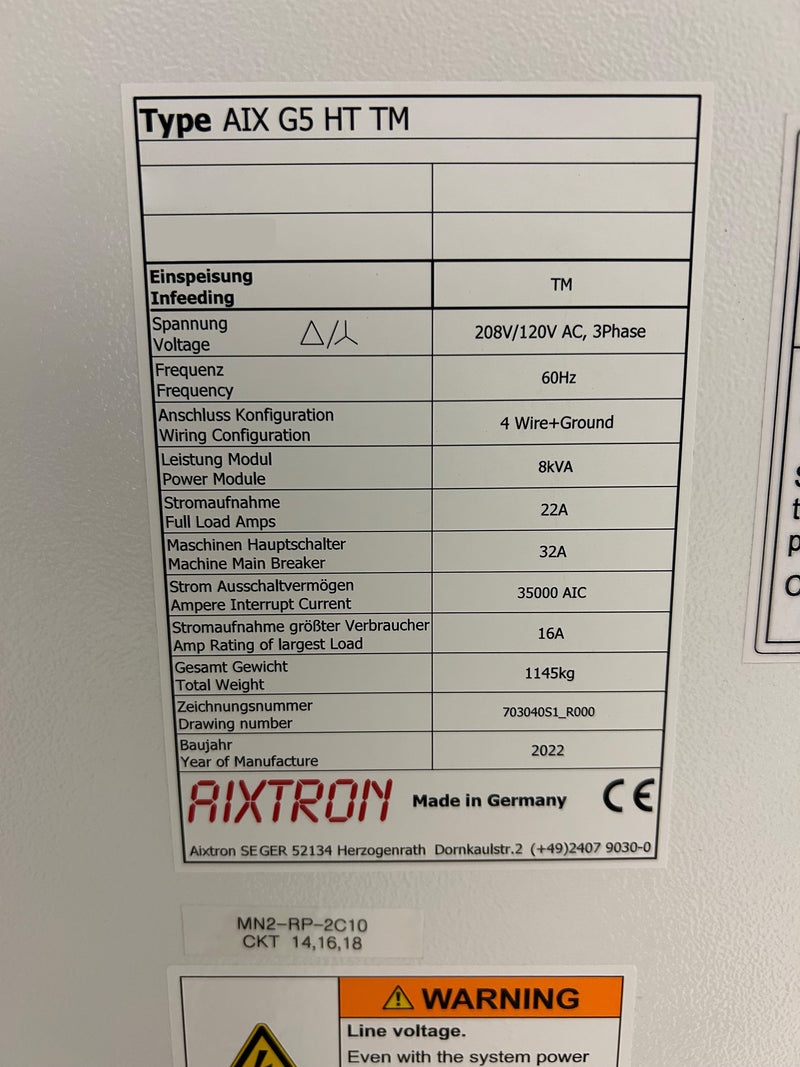 Type AIX G5 HT TM
Einspeisung
Infeeding
TM
Spannung
Voltage
208V/120V AC, 3Phase
Frequenz
Frequency
60Hz
Anschluss Konfiguration
Wiring Configuration
4 Wire+Ground
Leistung Modul
Power Module
8kVA
Stromaufnahme
Full Load Amps
22A
Maschinen Hauptschalter
Machine Main Breaker
32A
Strom Ausschaltvermögen
Ampere Interrupt Current
35000 AIC
Stromaufnahme größter Verbraucher
Amp Rating of largest Load
16A
Gesamt Gewicht
Total Weight
1145kg
Zeichnungsnummer
Drawing number
703040S1_R000
Baujahr
Year of Manufacture
2022
AIXTRON Made in Germany CE
Aixtron SE GER 52134 Herzogenrath Dornkaulstr.2 (+49)2407 9030-0
MN2-RP-2C10
CKT 14,16,18
WARNING
Line voltage.
Even with the system power